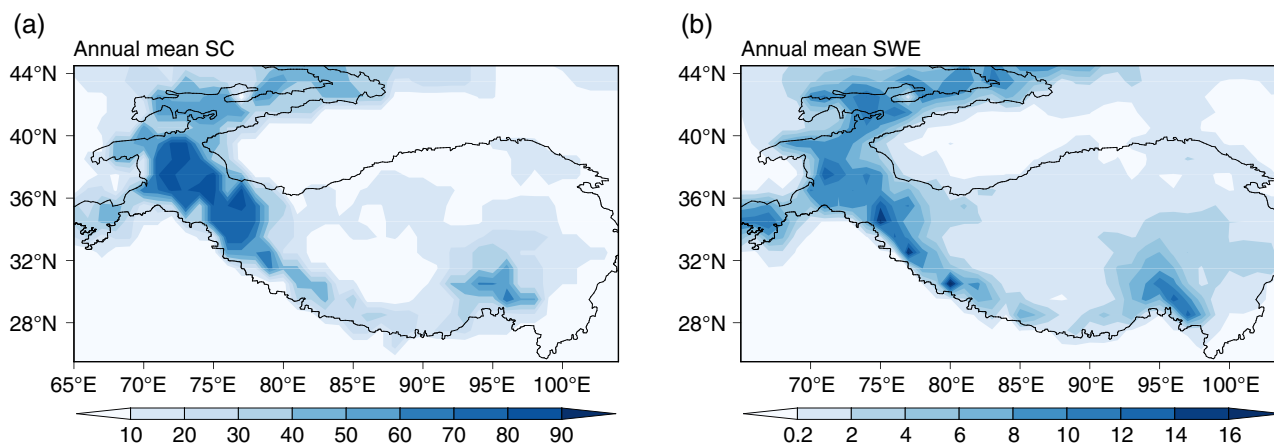 (a)
Annual mean SC
44°N
40°N
36°N
32°N
28°N
65°E 70°E 75°E 80°E 85°E 90°E 95°E 100°E
10 20 30 40 50 60 70 80 90
(b)
Annual mean SWE
44°N
40°N
36°N
32°N
28°N
70°E 75°E 80°E 85°E 90°E 95°E 100°E
0.2 2 4 6 8 10 12 14 16